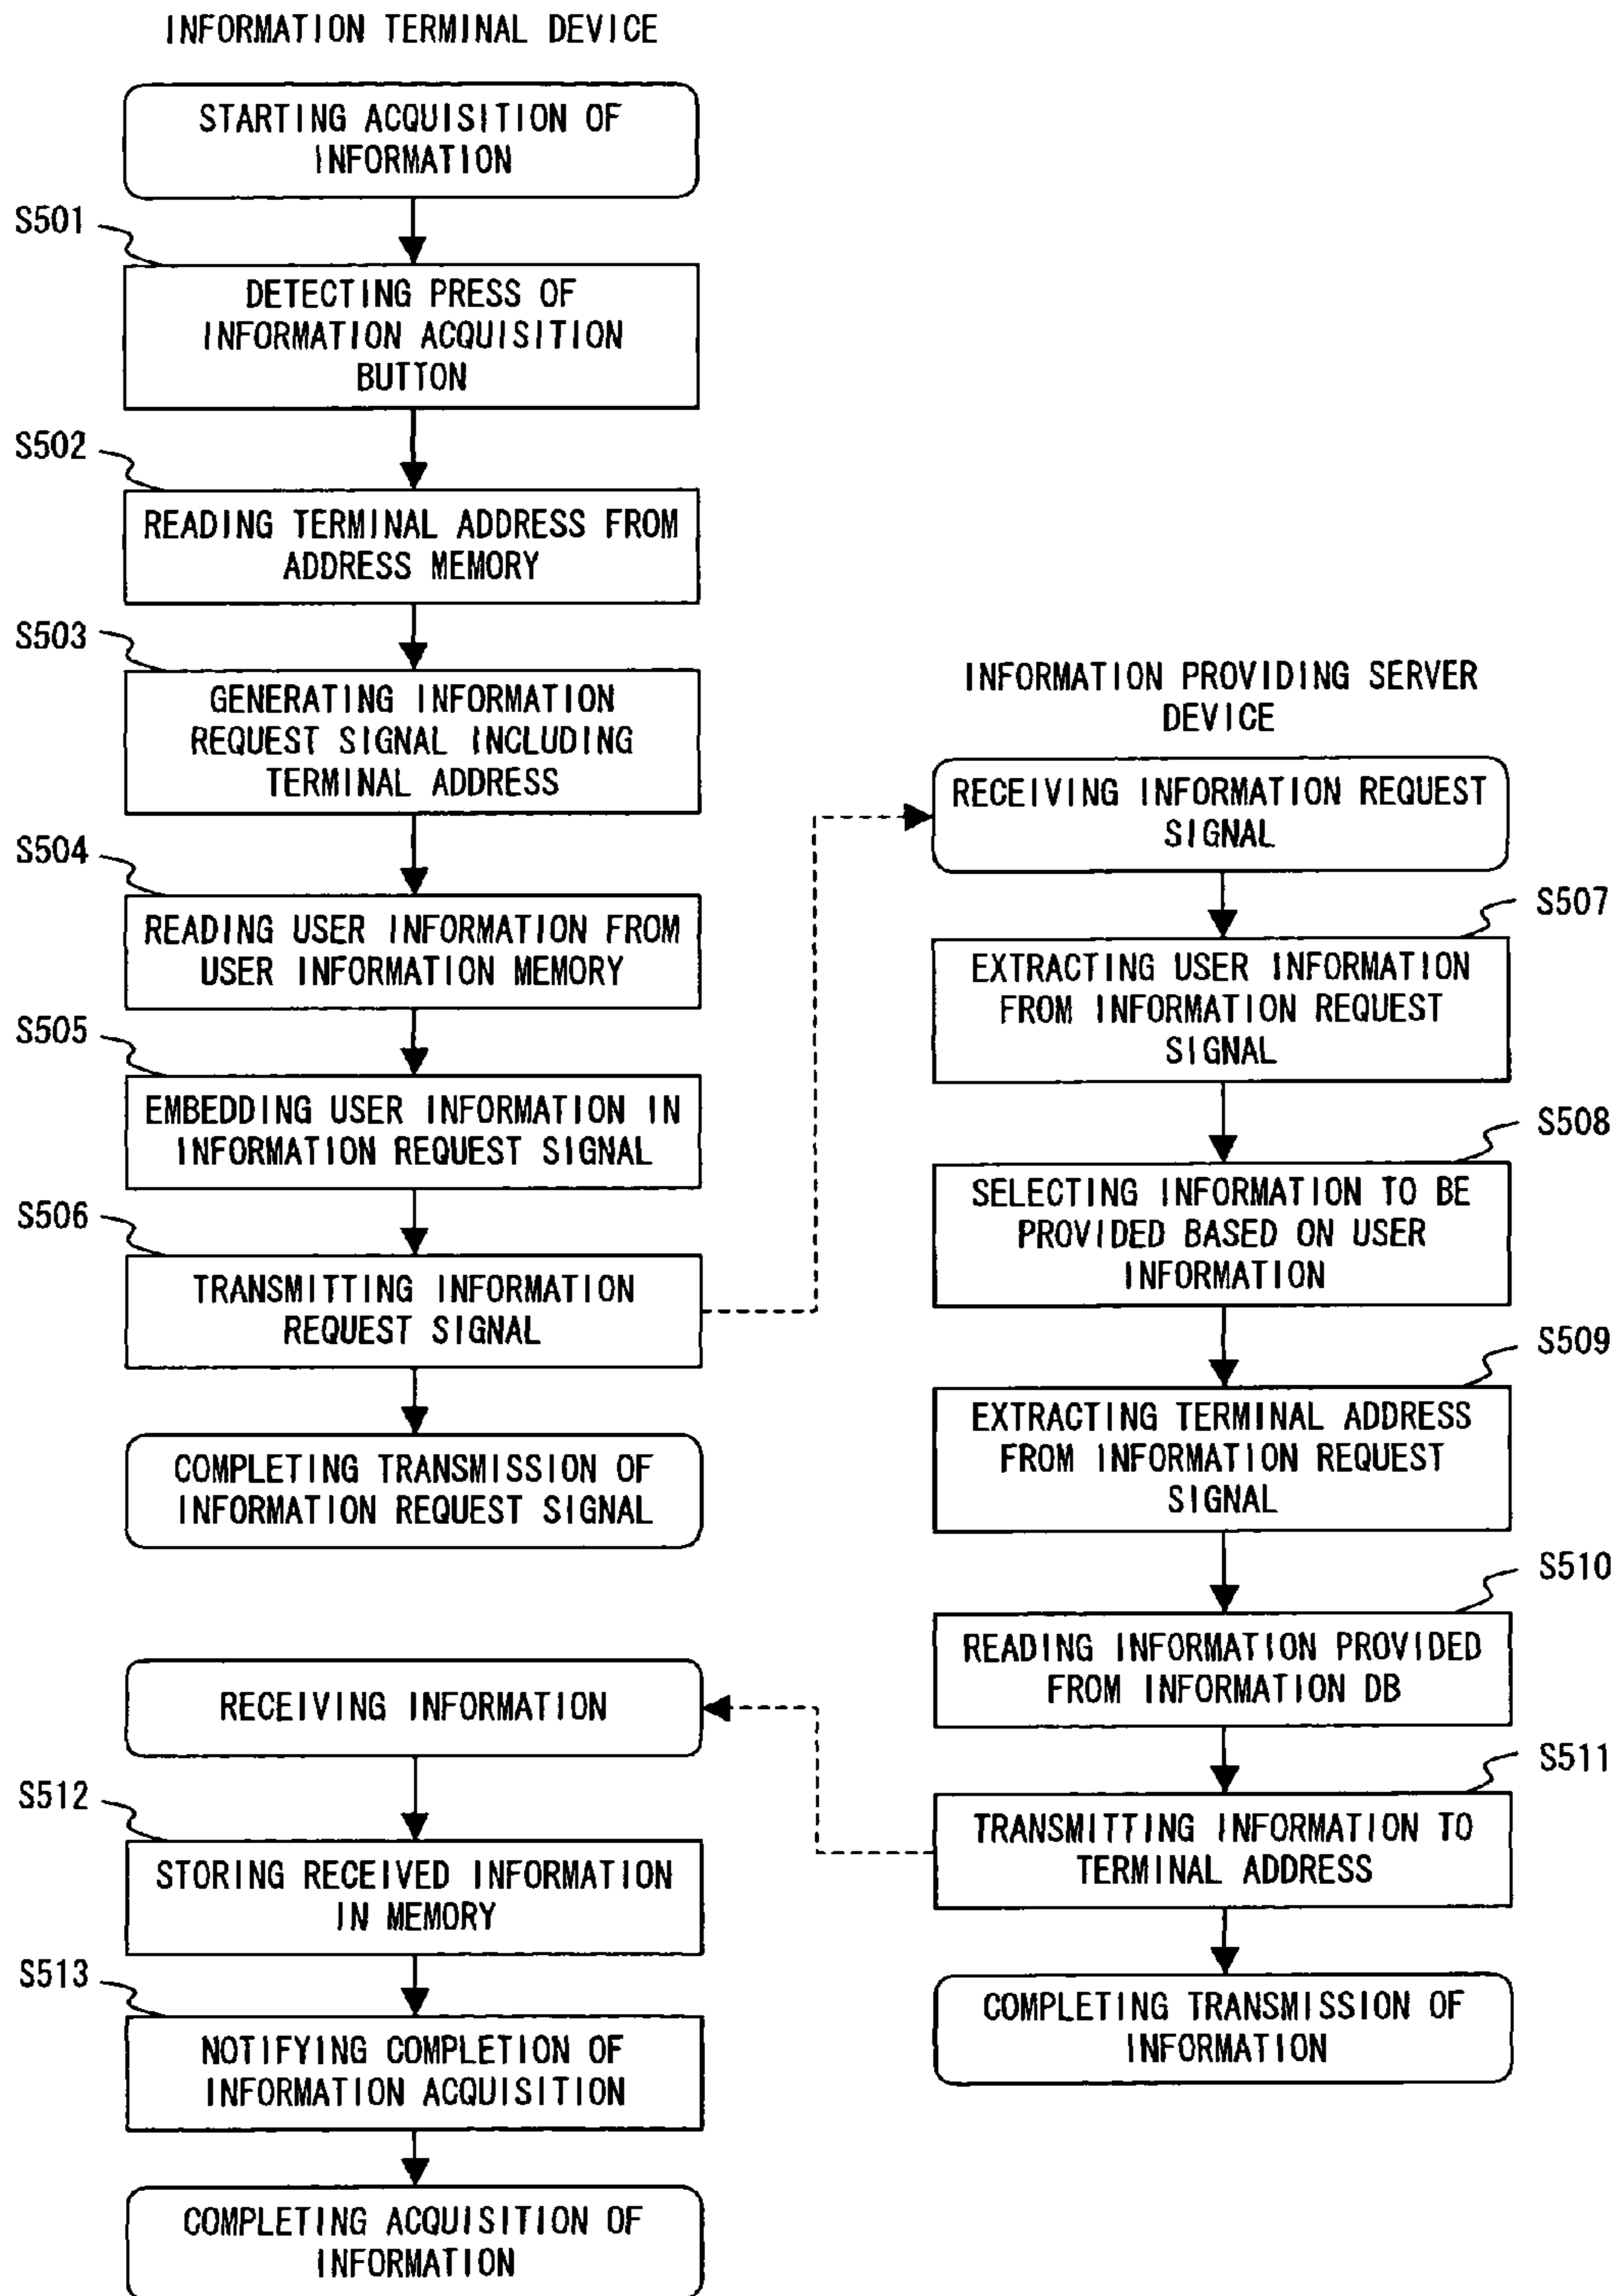 INFORMATION TERMINAL DEVICE
STARTING ACQUISITION OF
INFORMATION
S501
DETECTING PRESS OF
INFORMATION ACQUISITION
BUTTON
S502
READING TERMINAL ADDRESS FROM
ADDRESS MEMORY
S503
GENERATING INFORMATION
REQUEST SIGNAL INCLUDING
TERMINAL ADDRESS
S504
READING USER INFORMATION FROM
USER INFORMATION MEMORY
S505
EMBEDDING USER INFORMATION IN
INFORMATION REQUEST SIGNAL
S506
TRANSMITTING INFORMATION
REQUEST SIGNAL
COMPLETING TRANSMISSION OF
INFORMATION REQUEST SIGNAL
INFORMATION PROVIDING SERVER
DEVICE
RECEIVING INFORMATION REQUEST
SIGNAL
S507
EXTRACTING USER INFORMATION
FROM INFORMATION REQUEST
SIGNAL
S508
SELECTING INFORMATION TO BE
PROVIDED BASED ON USER
INFORMATION
S509
EXTRACTING TERMINAL ADDRESS
FROM INFORMATION REQUEST
SIGNAL
S510
READING INFORMATION PROVIDED
FROM INFORMATION DB
S511
TRANSMITTING INFORMATION TO
TERMINAL ADDRESS
COMPLETING TRANSMISSION OF
INFORMATION
RECEIVING INFORMATION
S512
STORING RECEIVED INFORMATION
IN MEMORY
S513
NOTIFYING COMPLETION OF
INFORMATION ACQUISITION
COMPLETING ACQUISITION OF
INFORMATION